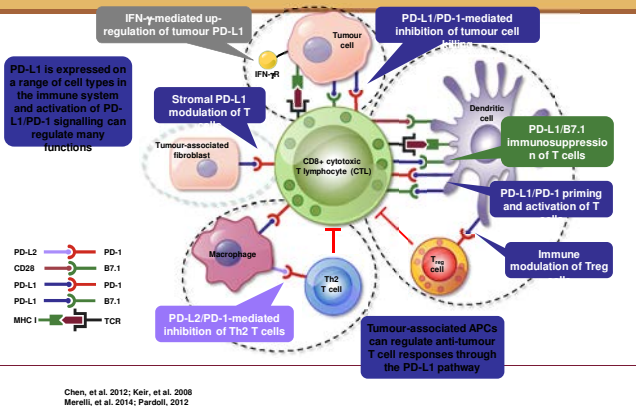 IFN-γ-mediated up-
regulation of tumour PD-L1
PD-L1/PD-1-mediated
inhibition of tumour cell
killing
Tumour
cell
IFN-γR
PD-L1 is expressed on
a range of cell types in
the immune system
and activation of PD-
L1/PD-1 signalling can
regulate many
functions
Stromal PD-L1
modulation of T
Dendritic
cell
PD-L1/B7.1
immunosuppressio
n of T cells
Tumour-associated
fibroblast
CD8+ cytotoxic
T lymphocyte (CTL)
PD-L1/PD-1 priming
and activation of T
Macrophage
Treg
cell
Immune
modulation of Treg
Th2
T cell
PD-L2 PD-1
CD28 B7.1
PD-L1 PD-1
PD-L1 B7.1
MHC I TCR
PD-L2/PD-1-mediated
inhibition of Th2 T cells
Tumour-associated APCs
can regulate anti-tumour
T cell responses through
the PD-L1 pathway
Chen, et al. 2012; Keir, et al. 2008
Merelli, et al. 2014; Pardoll, 2012